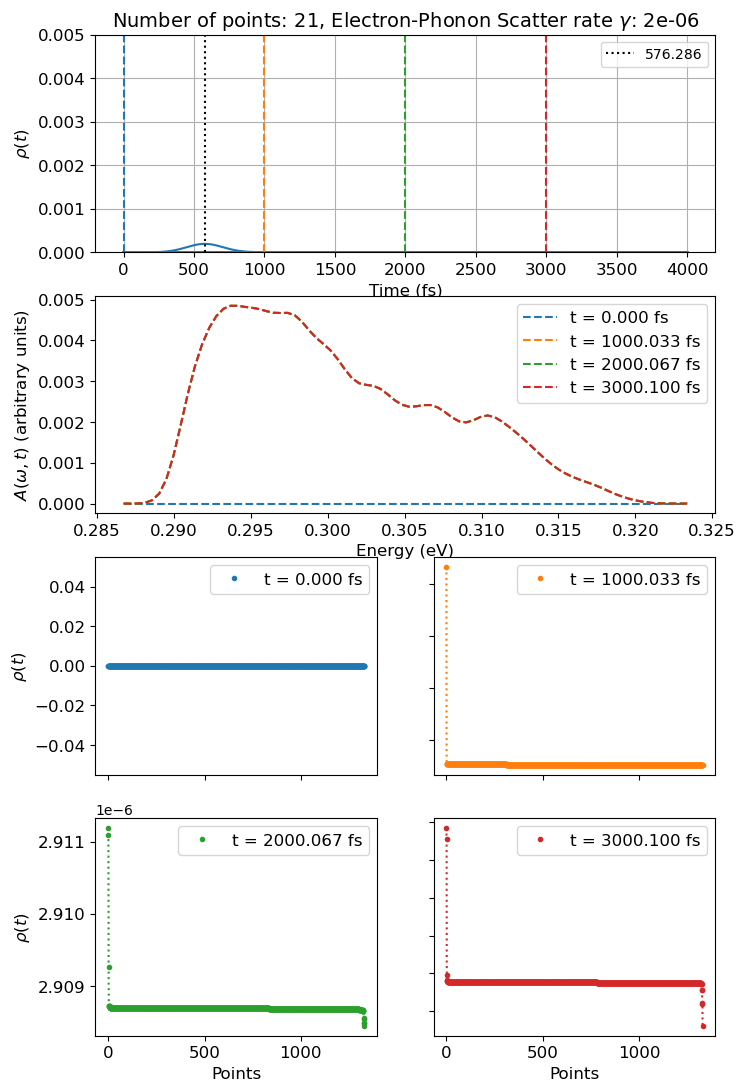 Number of points: 21, Electron-Phonon Scatter rate γ: 2e-06
0.005
0.004
0.003
0.002
0.001
0.000
ρ(t)
576.286
0 500 1000 1500 2000 2500 3000 3500 4000
Time (fs)
0.005
0.004
0.003
0.002
0.001
0.000
A(ω, t) (arbitrary units)
t = 0.000 fs
t = 1000.033 fs
t = 2000.067 fs
t = 3000.100 fs
0.285 0.290 0.295 0.300 0.305 0.310 0.315 0.320 0.325
Energy (eV)
0.04
0.02
0.00
−0.02
−0.04
ρ(t)
t = 0.000 fs
t = 1000.033 fs
1e−6
2.911
2.910
2.909
ρ(t)
t = 2000.067 fs
t = 3000.100 fs
0 500 1000
Points
0 500 1000
Points